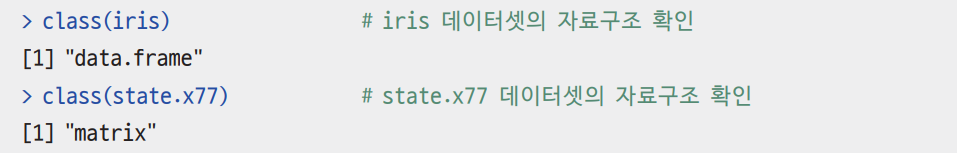 > class(iris) # iris 데이터셋의 자료구조 확인
[1] "data.frame"
> class(state.x77) # state.x77 데이터셋의 자료구조 확인
[1] "matrix"